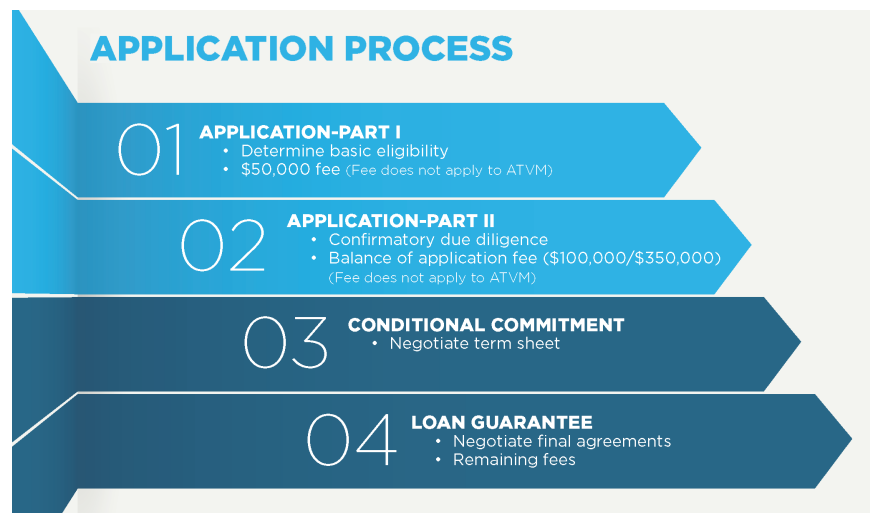 APPLICATION PROCESS
01
APPLICATION-PART I
• Determine basic eligibility
• $50,000 fee (Fee does not apply to ATVM)
02
APPLICATION-PART II
• Confirmatory due diligence
• Balance of application fee ($100,000/$350,000)
(Fee does not apply to ATVM)
03
CONDITIONAL COMMITMENT
• Negotiate term sheet
04
LOAN GUARANTEE
• Negotiate final agreements
• Remaining fees